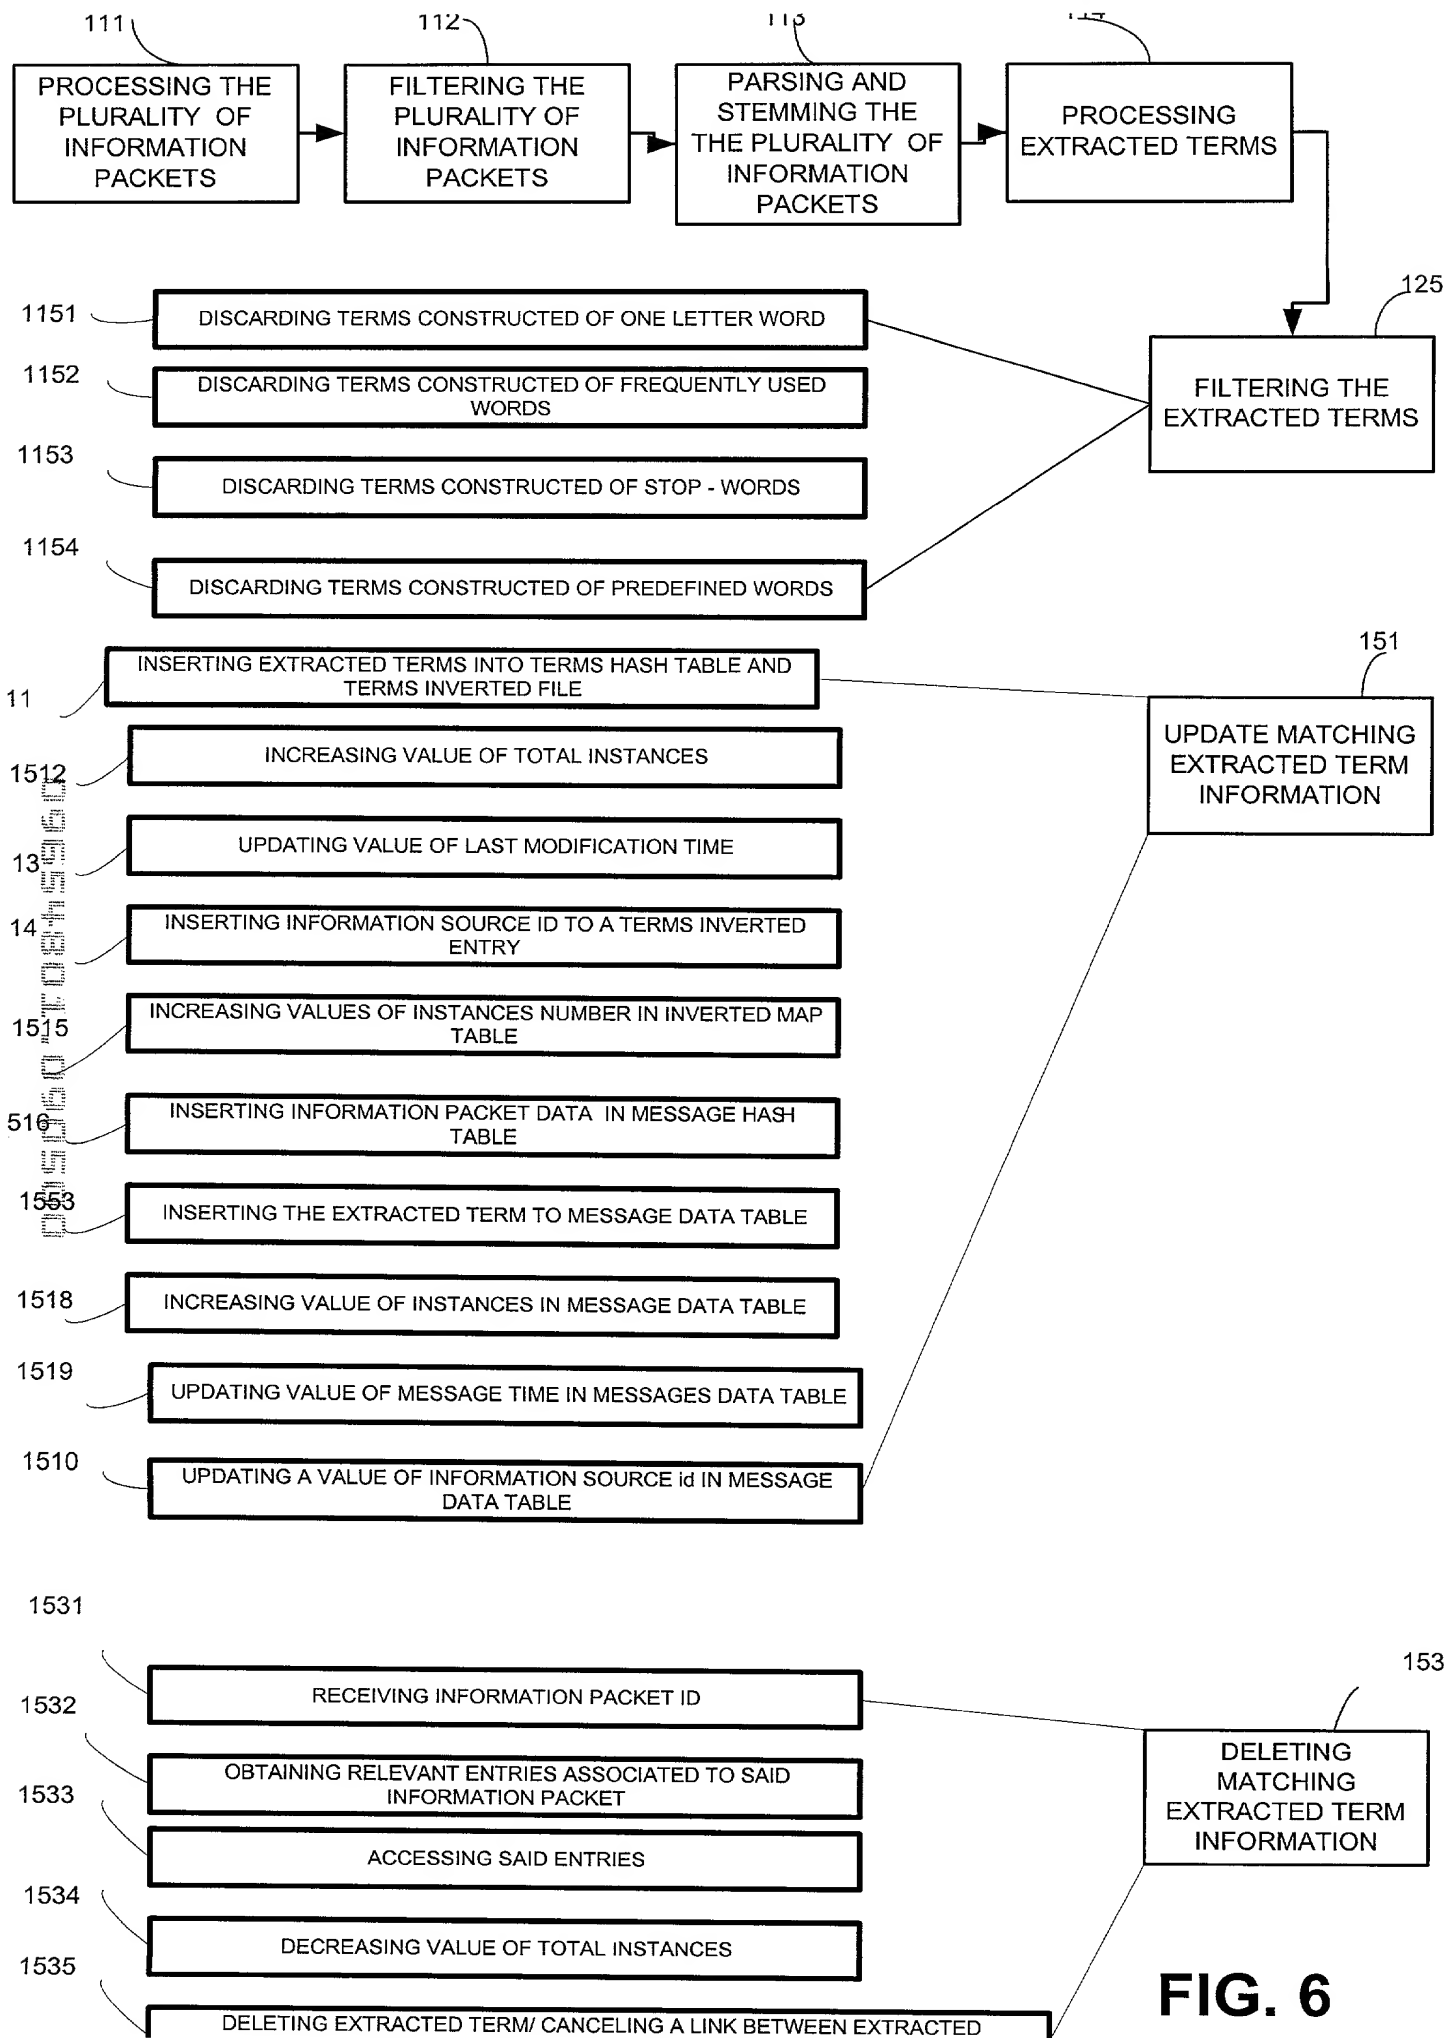 111
112
113
114
PROCESSING THE
PLURALITY OF
INFORMATION
PACKETS
FILTERING THE
PLURALITY OF
INFORMATION
PACKETS
PARSING AND
STEMMING THE
THE PLURALITY OF
INFORMATION
PACKETS
PROCESSING
EXTRACTED TERMS
125
FILTERING THE
EXTRACTED TERMS
1151
DISCARDING TERMS CONSTRUCTED OF ONE LETTER WORD
1152
DISCARDING TERMS CONSTRUCTED OF FREQUENTLY USED
WORDS
1153
DISCARDING TERMS CONSTRUCTED OF STOP - WORDS
1154
DISCARDING TERMS CONSTRUCTED OF PREDEFINED WORDS
151
UPDATE MATCHING
EXTRACTED TERM
INFORMATION
11
INSERTING EXTRACTED TERMS INTO TERMS HASH TABLE AND
TERMS INVERTED FILE
1512
INCREASING VALUE OF TOTAL INSTANCES
13
UPDATING VALUE OF LAST MODIFICATION TIME
14
INSERTING INFORMATION SOURCE ID TO A TERMS INVERTED
ENTRY
1515
INCREASING VALUES OF INSTANCES NUMBER IN INVERTED MAP
TABLE
516
INSERTING INFORMATION PACKET DATA IN MESSAGE HASH
TABLE
1553
INSERTING THE EXTRACTED TERM TO MESSAGE DATA TABLE
1518
INCREASING VALUE OF INSTANCES IN MESSAGE DATA TABLE
1519
UPDATING VALUE OF MESSAGE TIME IN MESSAGES DATA TABLE
1510
UPDATING A VALUE OF INFORMATION SOURCE id IN MESSAGE
DATA TABLE
1531
RECEIVING INFORMATION PACKET ID
153
DELETING
MATCHING
EXTRACTED TERM
INFORMATION
1532
OBTAINING RELEVANT ENTRIES ASSOCIATED TO SAID
INFORMATION PACKET
1533
ACCESSING SAID ENTRIES
1534
DECREASING VALUE OF TOTAL INSTANCES
1535
DELETING EXTRACTED TERM/ CANCELING A LINK BETWEEN EXTRACTED
FIG. 6